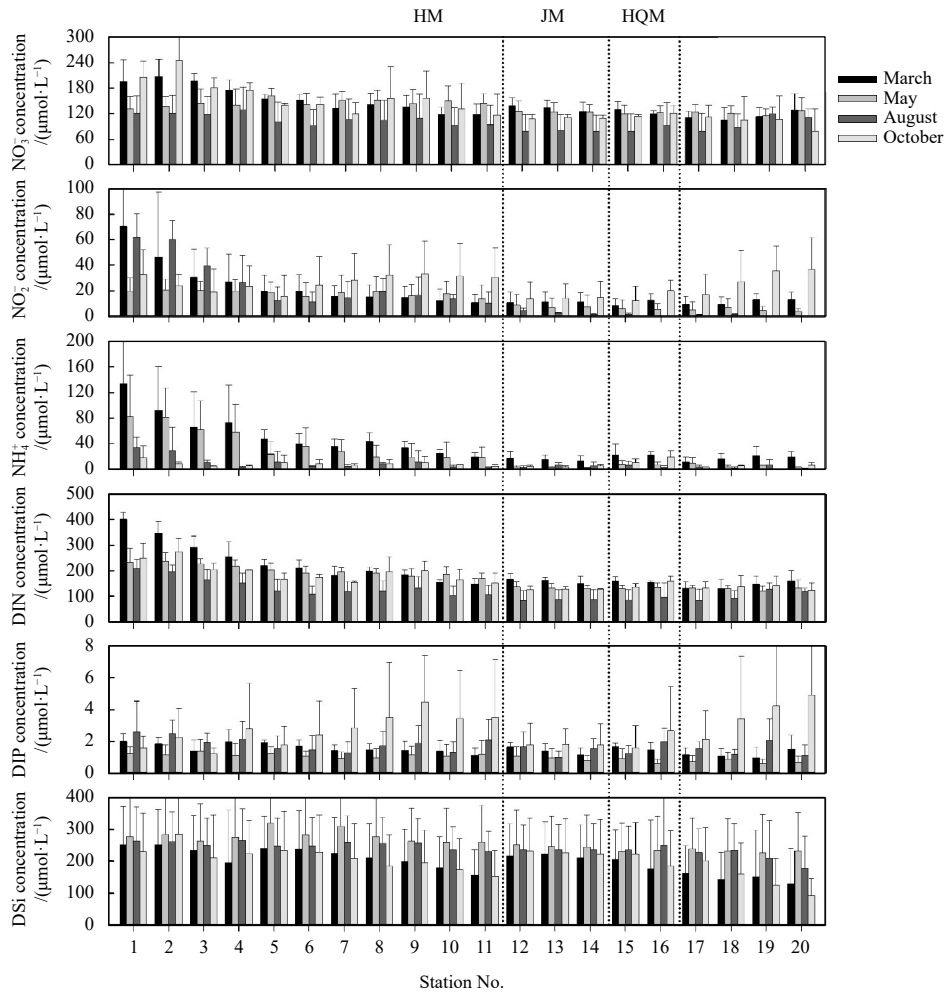 HM JM HQM
NO₃⁻ concentration /(μmol·L⁻¹)
300
240
180
120
60
0
March
May
August
October
NO₂⁻ concentration /(μmol·L⁻¹)
100
80
60
40
20
0
NH₄⁺ concentration /(μmol·L⁻¹)
200
160
120
80
40
0
DIN concentration /(μmol·L⁻¹)
500
400
300
200
100
0
DIP concentration /(μmol·L⁻¹)
8
6
4
2
0
DSi concentration /(μmol·L⁻¹)
400
300
200
100
0
1 2 3 4 5 6 7 8 9 10 11 12 13 14 15 16 17 18 19 20
Station No.